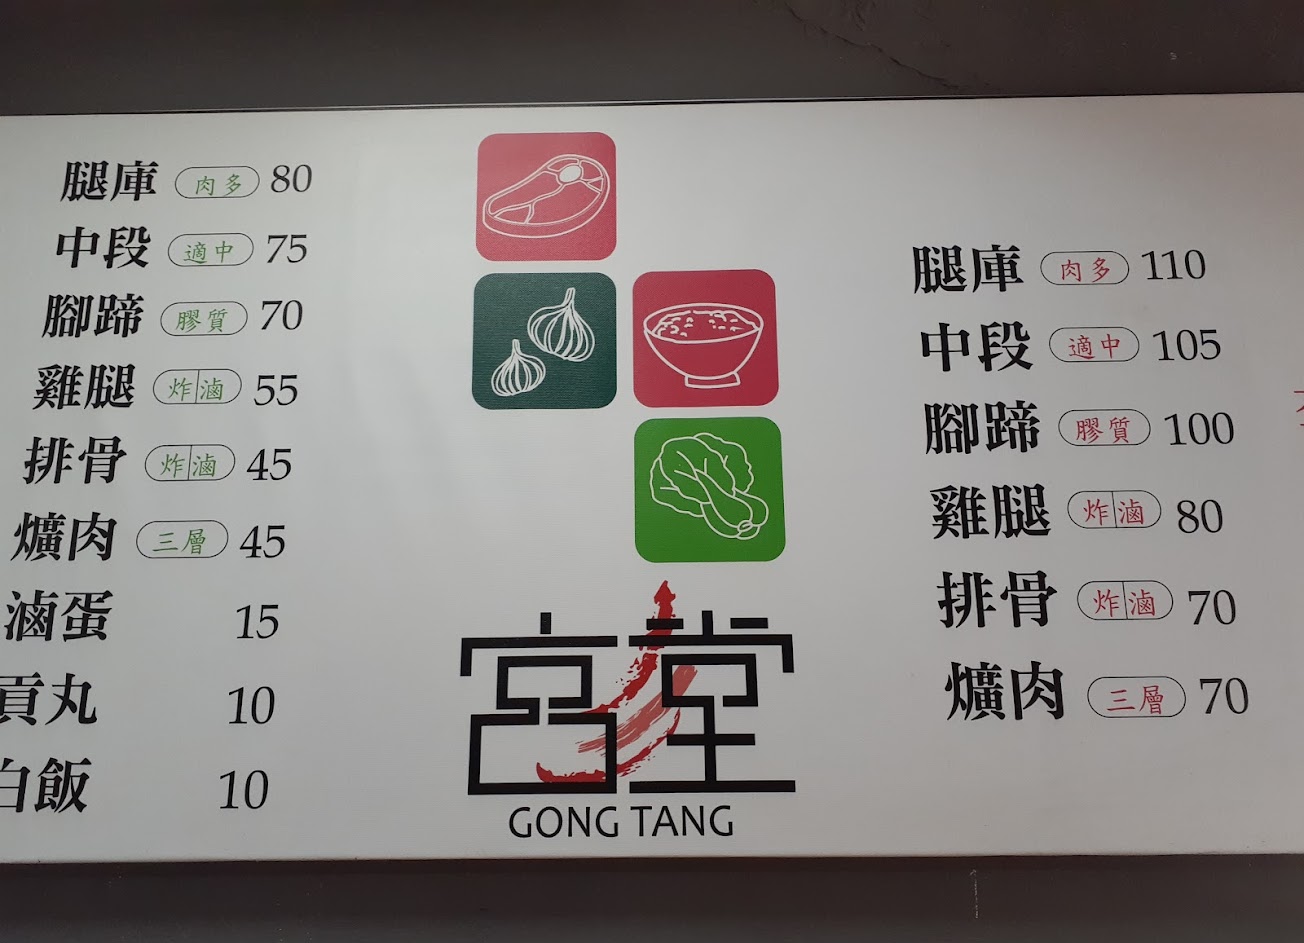 腿庫 肉多 80
中段 適中 75
腳蹄 膠質 70
雞腿 炸|滷 55
排骨 炸|滷 45
爌肉 三層 45
滷蛋 15
貢丸 10
白飯 10
宮堂
GONG TANG
腿庫 肉多 110
中段 適中 105
腳蹄 膠質 100
雞腿 炸|滷 80
排骨 炸|滷 70
爌肉 三層 70